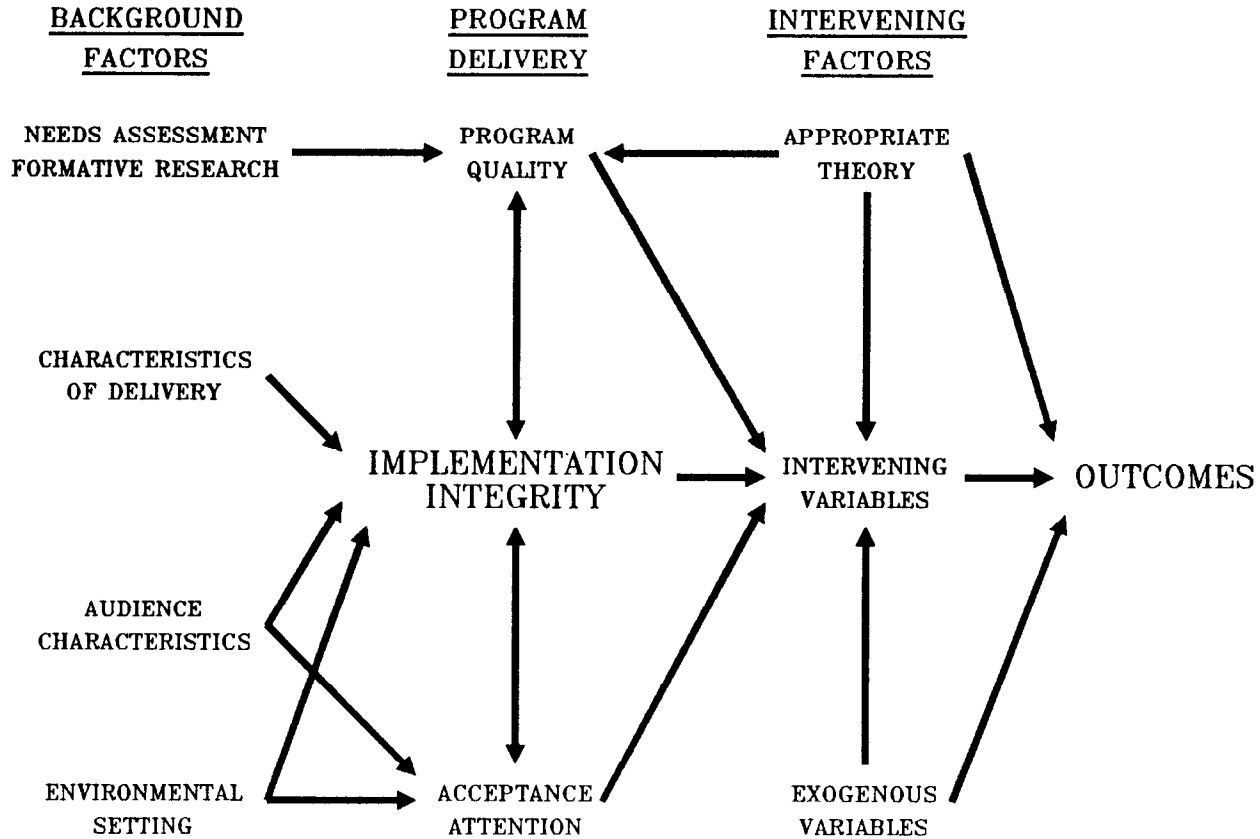 BACKGROUND
FACTORS
PROGRAM
DELIVERY
INTERVENING
FACTORS
NEEDS ASSESSMENT
FORMATIVE RESEARCH
PROGRAM
QUALITY
APPROPRIATE
THEORY
CHARACTERISTICS
OF DELIVERY
IMPLEMENTATION
INTEGRITY
INTERVENING
VARIABLES
OUTCOMES
AUDIENCE
CHARACTERISTICS
ENVIRONMENTAL
SETTING
ACCEPTANCE
ATTENTION
EXOGENOUS
VARIABLES